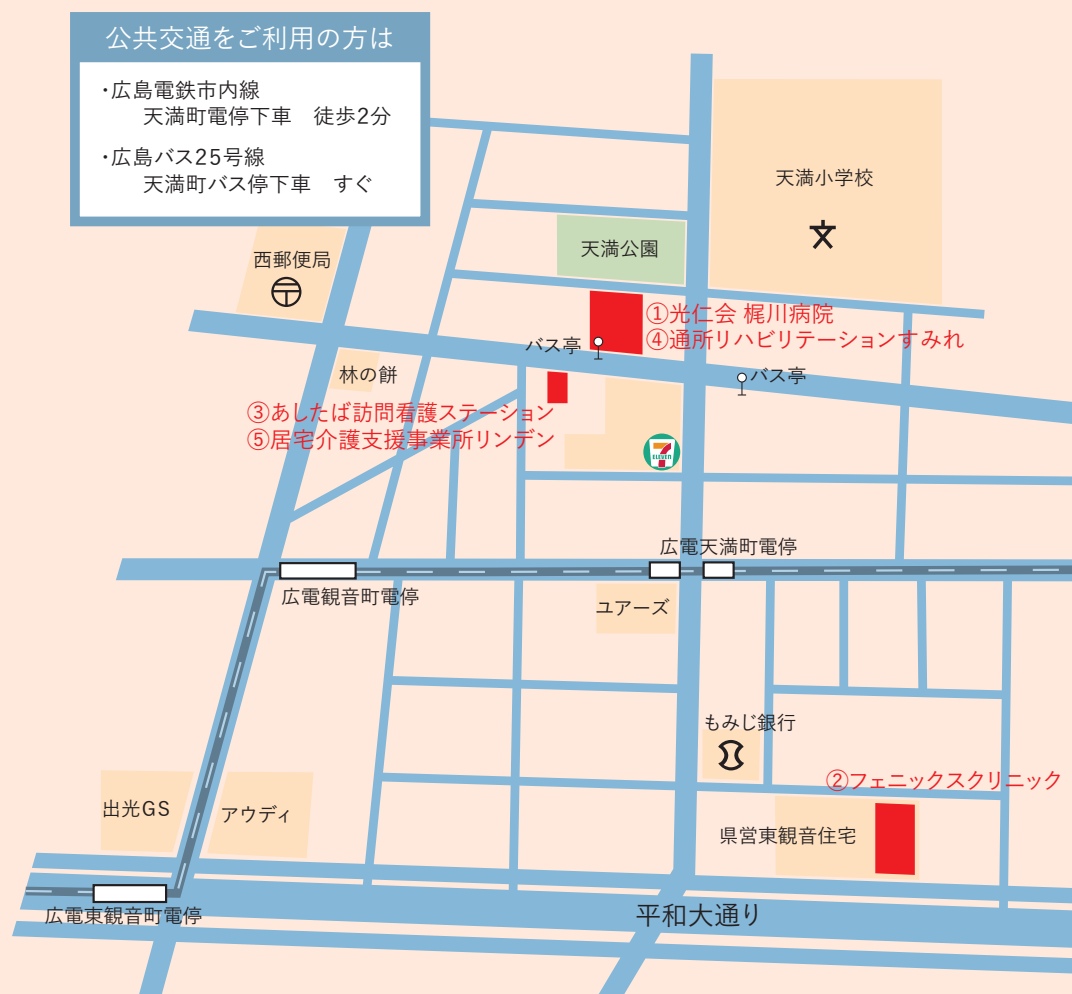 公共交通をご利用の方は
・広島電鉄市内線
天満町電停下車　徒歩2分
・広島バス25号線
天満町バス停下車　すぐ
天満小学校
天満公園
西郵便局
①光仁会 梶川病院
④通所リハビリテーションすみれ
バス亭
バス亭
林の餅
③あしたば訪問看護ステーション
⑤居宅介護支援事業所リンデン
7
ELEVEN
広電天満町電停
広電観音町電停
ユアーズ
もみじ銀行
②フェニックスクリニック
出光GS
アウディ
県営東観音住宅
広電東観音町電停
平和大通り